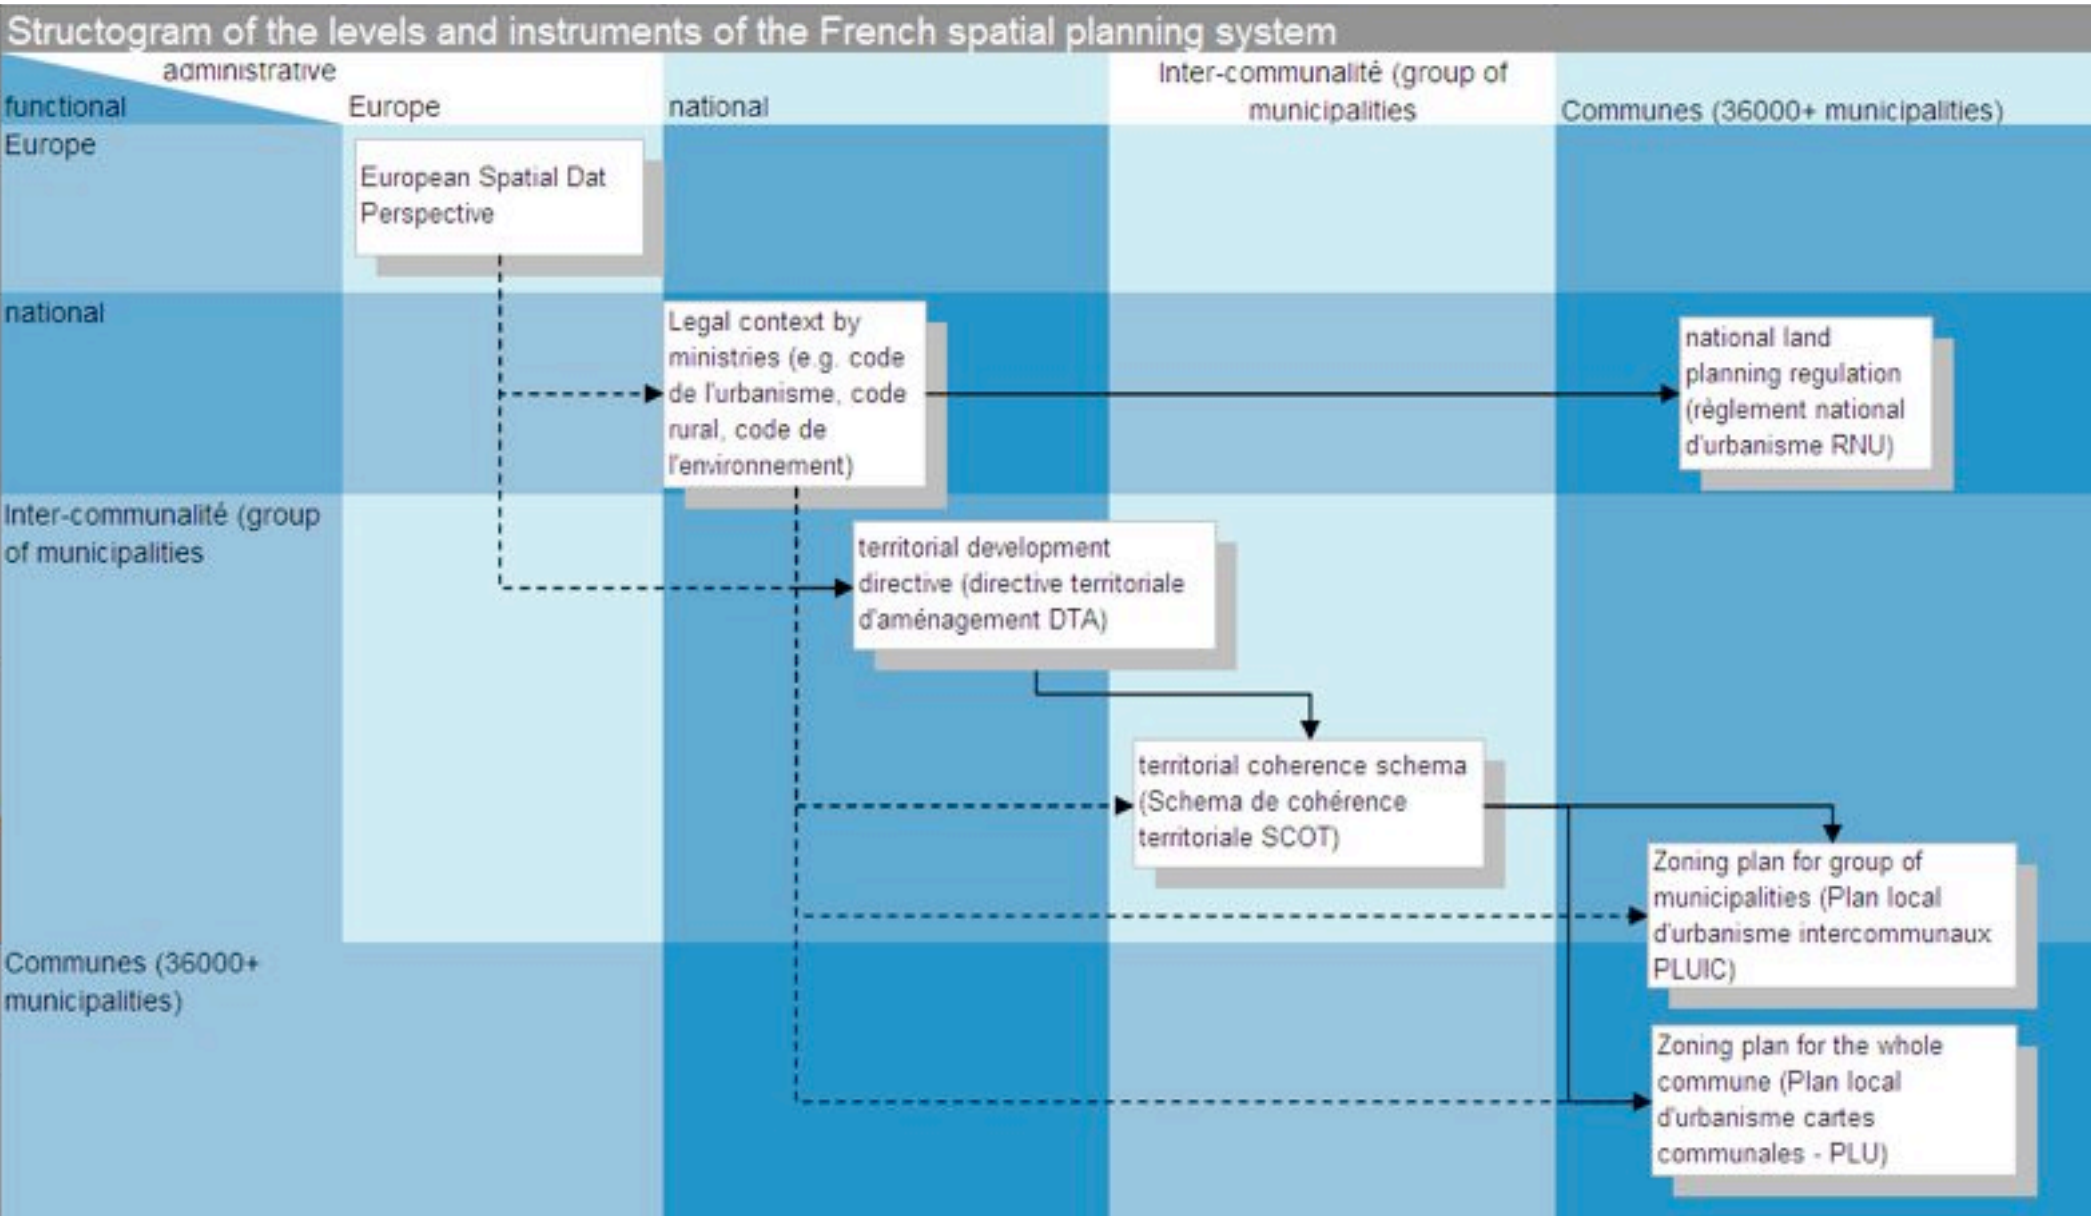 Structogram of the levels and instruments of the French spatial planning system
administrative
functional
Europe
national
Inter-communalité (group of
municipalities
Communes (36000+ municipalities)
Europe
European Spatial Dat
Perspective
national
Legal context by
ministries (e.g. code
de l'urbanisme, code
rural, code de
l'environnement)
national land
planning regulation
(règlement national
d'urbanisme RNU)
Inter-communalité (group
of municipalities
territorial development
directive (directive territoriale
d'aménagement DTA)
territorial coherence schema
(Schema de cohérence
territoriale SCOT)
Zoning plan for group of
municipalities (Plan local
d'urbanisme intercommunaux
PLUIC)
Communes (36000+
municipalities)
Zoning plan for the whole
commune (Plan local
d'urbanisme cartes
communales - PLU)